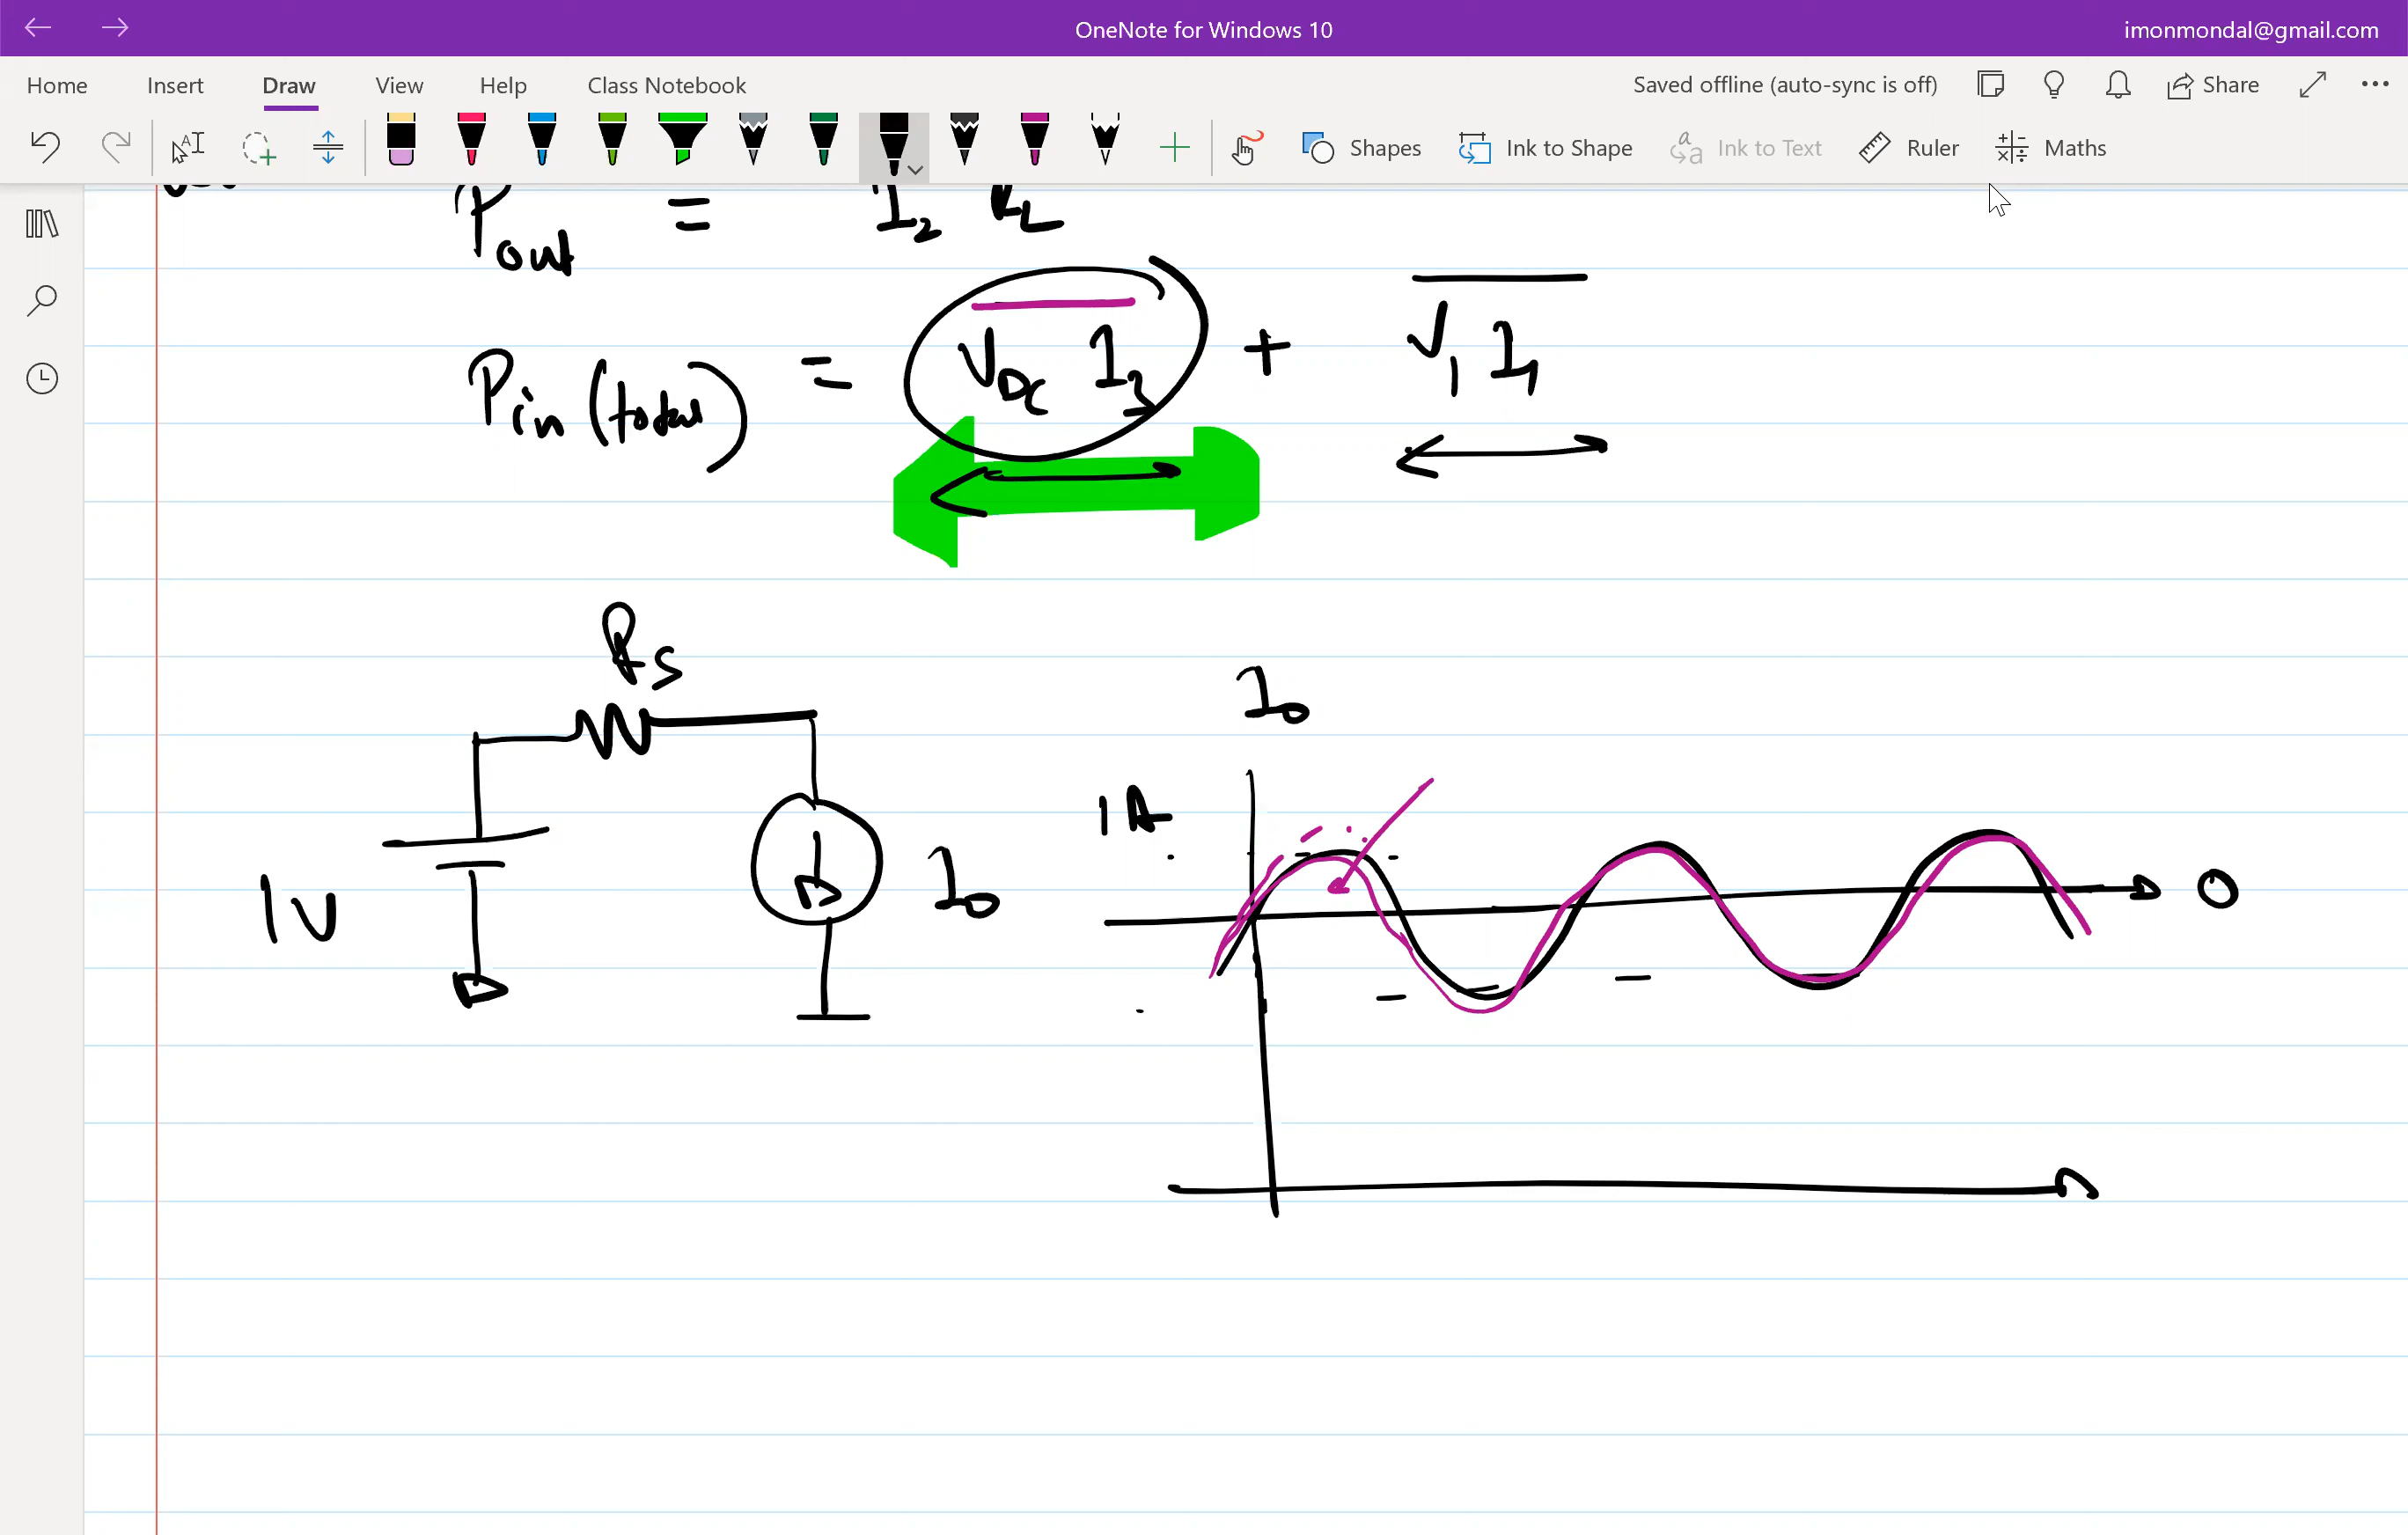 OneNote for Windows 10
imonmondal@gmail.com
Home Insert Draw View Help Class Notebook
Saved offline (auto-sync is off) Share
Shapes Ink to Shape Ink to Text Ruler Maths
Pout = I2 RL
Pin (total) = VDC I3 + V1 I1
Rs
I0
1A
1V
I0
0